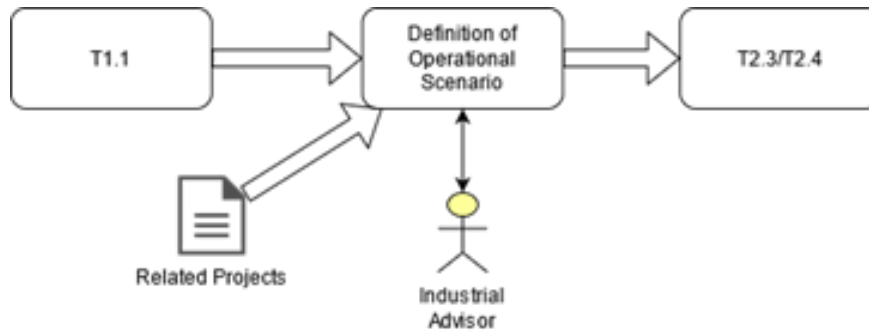 T1.1
Definition of
Operational
Scenario
T2.3/T2.4
Related Projects
Industrial
Advisor